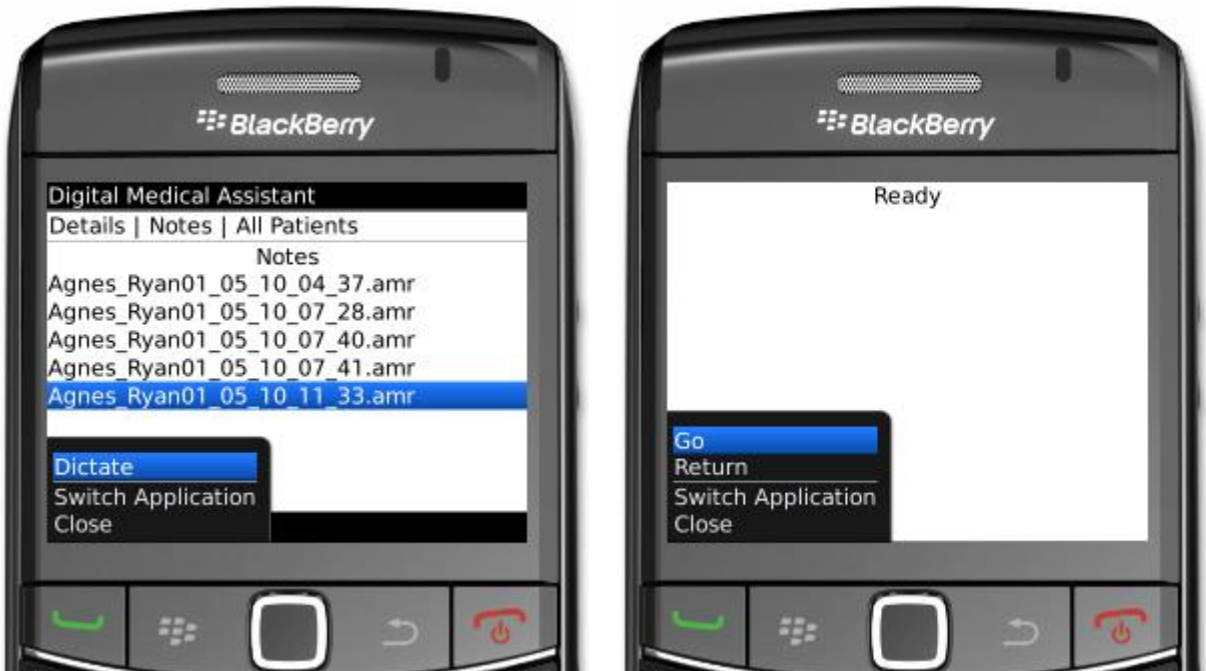 BlackBerry
Digital Medical Assistant
Details | Notes | All Patients
Notes
Agnes_Ryan01_05_10_04_37.amr
Agnes_Ryan01_05_10_07_28.amr
Agnes_Ryan01_05_10_07_40.amr
Agnes_Ryan01_05_10_07_41.amr
Agnes_Ryan01_05_10_11_33.amr
Dictate
Switch Application
Close
BlackBerry
Ready
Go
Return
Switch Application
Close